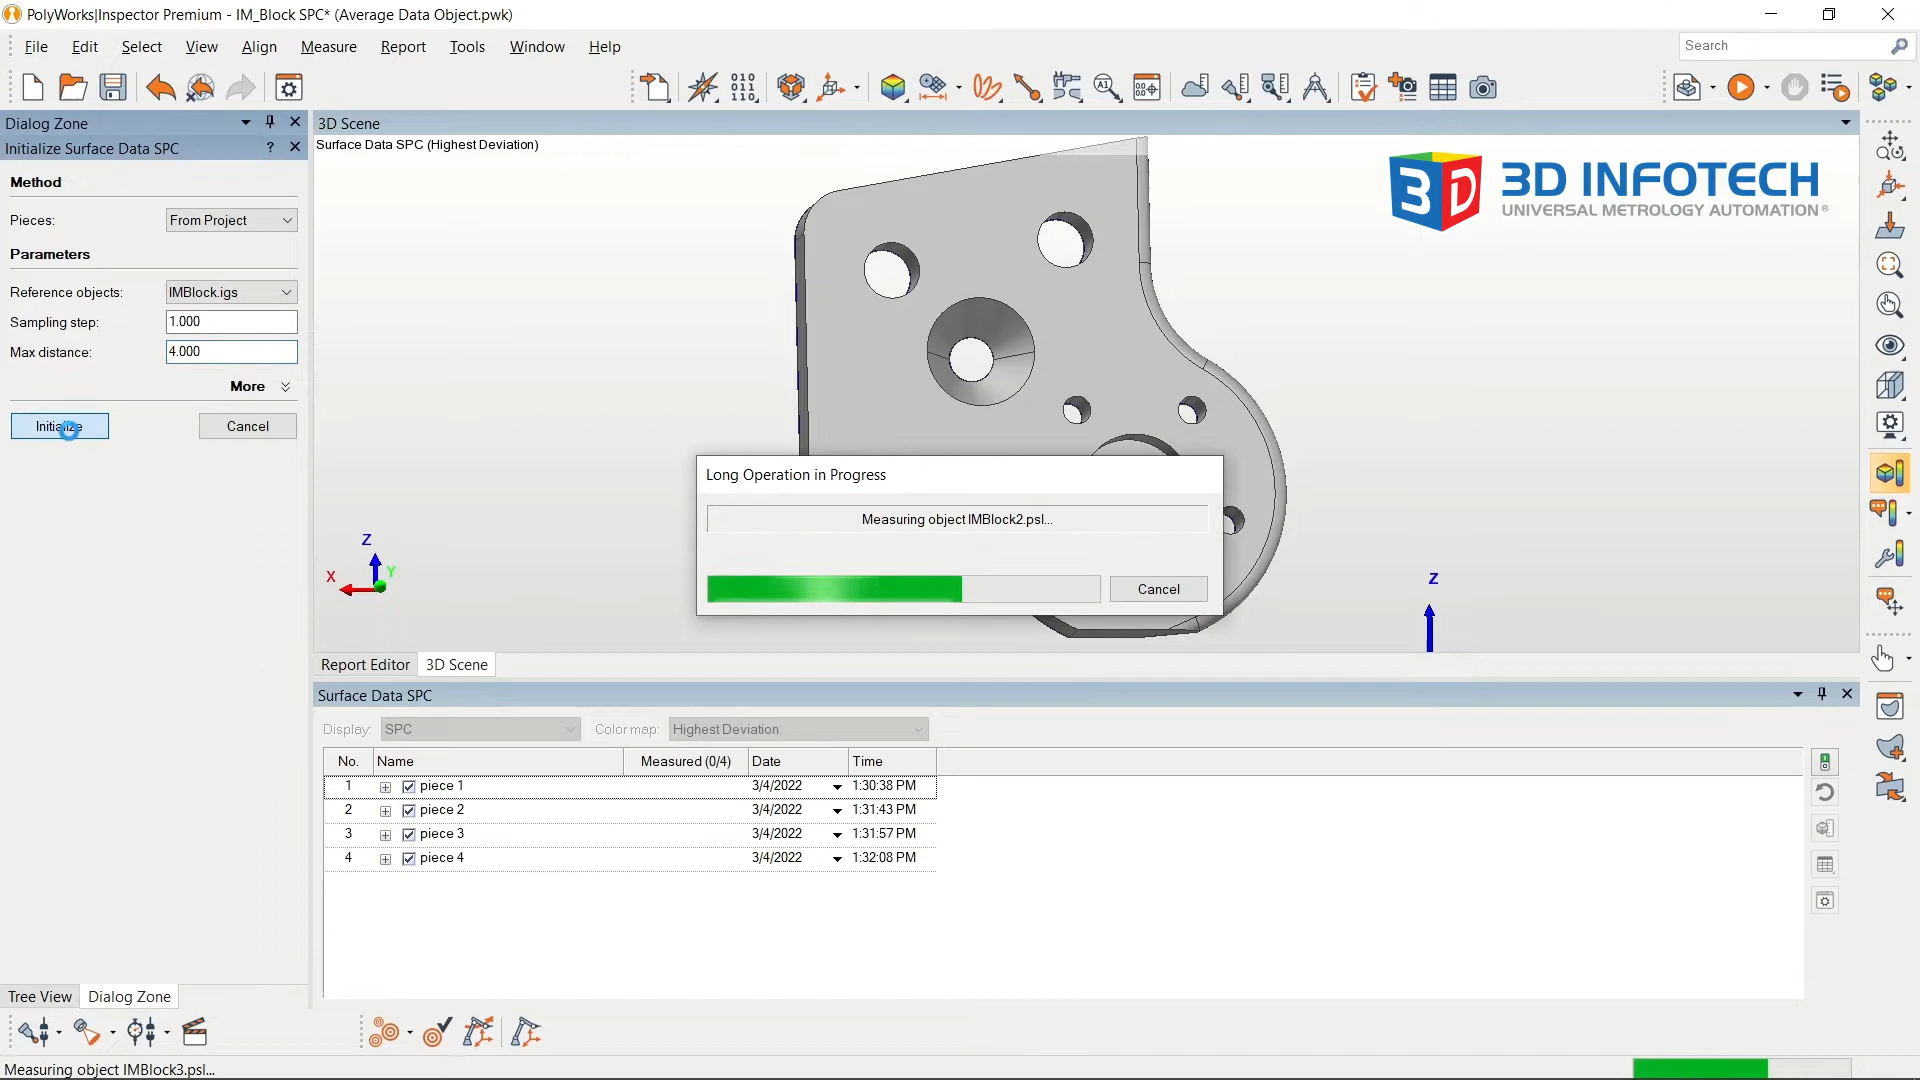 PolyWorks|Inspector Premium - IM_Block SPC* (Average Data Object.pwk)
File Edit Select View Align Measure Report Tools Window Help
Search
Dialog Zone
Initialize Surface Data SPC ?
Method
Pieces: From Project
Parameters
Reference objects: IMBlock.igs
Sampling step: 1.000
Max distance: 4.000
More
Initialize Cancel
3D Scene
Surface Data SPC (Highest Deviation)
3D
3D INFOTECH
UNIVERSAL METROLOGY AUTOMATION®
Long Operation in Progress
Measuring object IMBlock2.psl...
Cancel
Z
X Y
Z
Report Editor 3D Scene
Surface Data SPC
Display: SPC Color map: Highest Deviation
No. Name Measured (0/4) Date Time
1 piece 1 3/4/2022 1:30:38 PM
2 piece 2 3/4/2022 1:31:43 PM
3 piece 3 3/4/2022 1:31:57 PM
4 piece 4 3/4/2022 1:32:08 PM
Tree View Dialog Zone
Measuring object IMBlock3.psl...